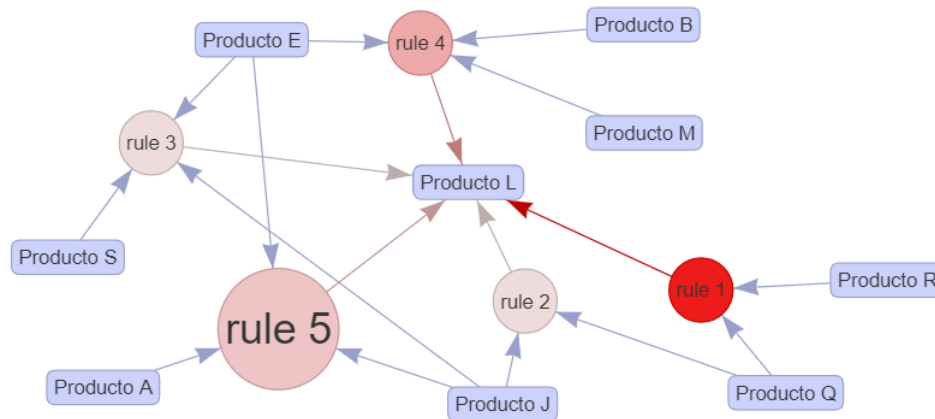 Producto B
Producto E
rule 4
Producto M
rule 3
Producto L
Producto S
Producto R
rule 1
rule 2
rule 5
Producto A
Producto J
Producto Q